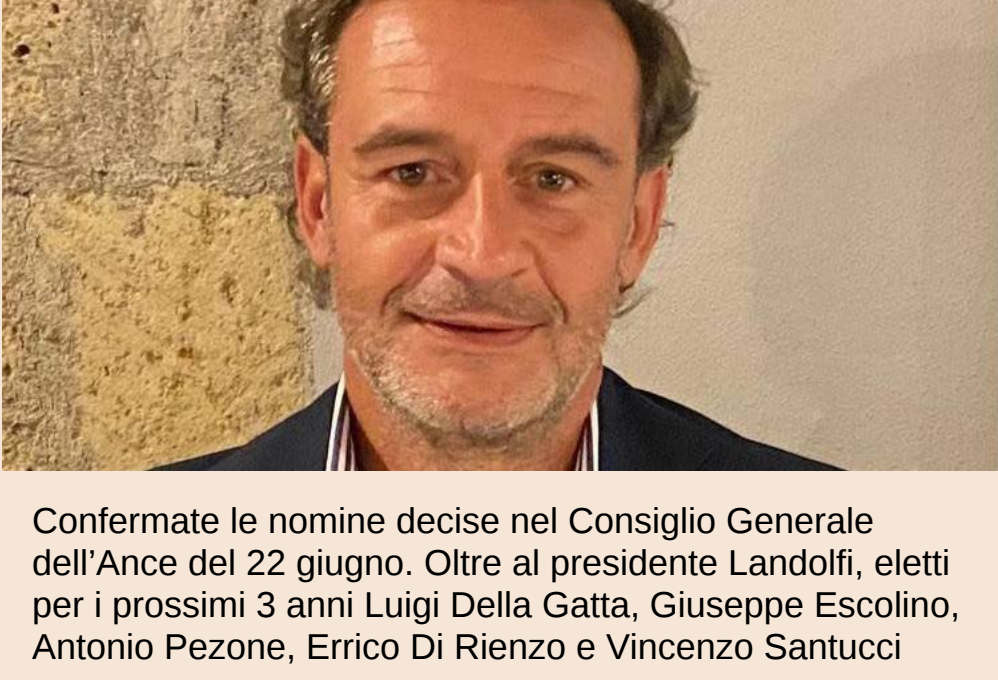 Confermate le nomine decise nel Consiglio Generale
dell’Ance del 22 giugno. Oltre al presidente Landolfi, eletti
per i prossimi 3 anni Luigi Della Gatta, Giuseppe Escolino,
Antonio Pezone, Errico Di Rienzo e Vincenzo Santucci